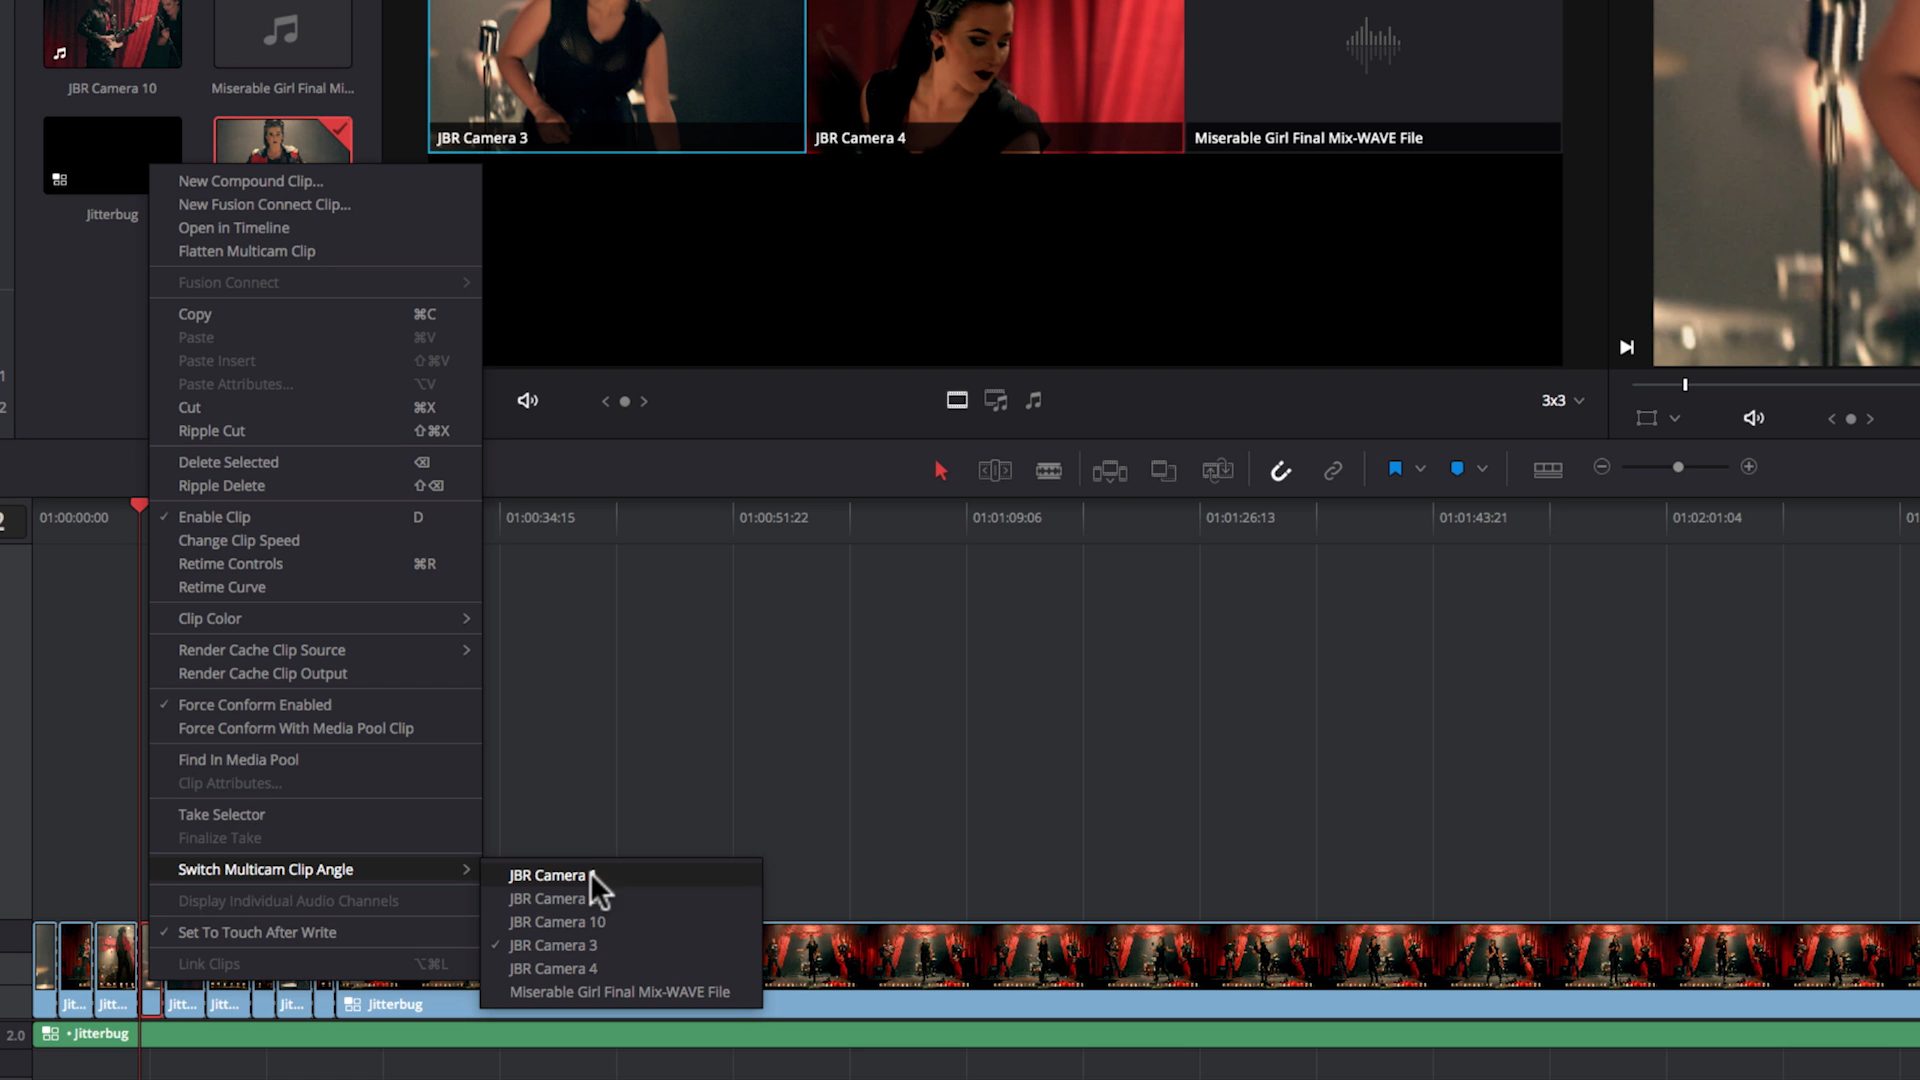 JBR Camera 10
Miserable Girl Final Mi...
JBR Camera 3
JBR Camera 4
Miserable Girl Final Mix-WAVE File
Jitterbug
New Compound Clip...
New Fusion Connect Clip...
Open in Timeline
Flatten Multicam Clip
Fusion Connect
Copy ⌘C
Paste ⌘V
Paste Insert ⇧⌘V
Paste Attributes... ⌥V
Cut ⌘X
Ripple Cut ⇧⌘X
Delete Selected ⌫
Ripple Delete ⇧⌫
Enable Clip D
Change Clip Speed
Retime Controls ⌘R
Retime Curve
Clip Color
Render Cache Clip Source
Render Cache Clip Output
Force Conform Enabled
Force Conform With Media Pool Clip
Find In Media Pool
Clip Attributes...
Take Selector
Finalize Take
Switch Multicam Clip Angle
Display Individual Audio Channels
Set To Touch After Write
Link Clips ⌥⌘L
JBR Camera
JBR Camera
JBR Camera 10
JBR Camera 3
JBR Camera 4
Miserable Girl Final Mix-WAVE File
1
2
3x3
2
01:00:00:00
01:00:34:15
01:00:51:22
01:01:09:06
01:01:26:13
01:01:43:21
01:02:01:04
01
Jit...
Jitt...
Jitt...
Jitt...
Jit...
Jitterbug
2.0
• Jitterbug